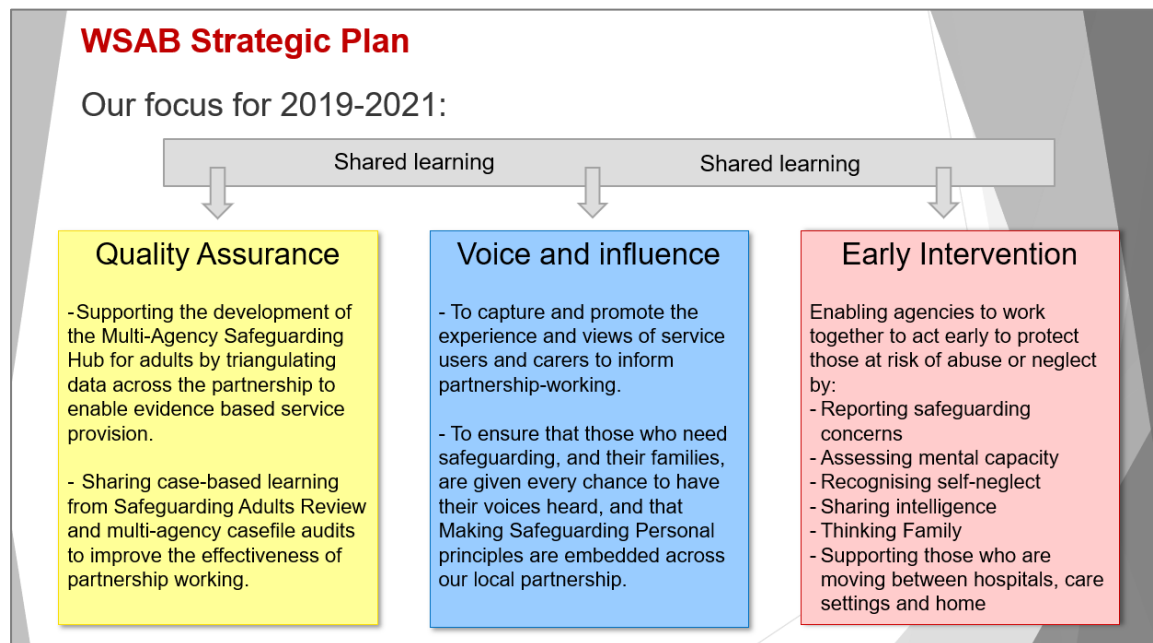 WSAB Strategic Plan
Our focus for 2019-2021:
Shared learning
Shared learning
Quality Assurance
-Supporting the development of
the Multi-Agency Safeguarding
Hub for adults by triangulating
data across the partnership to
enable evidence based service
provision.
- Sharing case-based learning
from Safeguarding Adults Review
and multi-agency casefile audits
to improve the effectiveness of
partnership working.
Voice and influence
- To capture and promote the
experience and views of service
users and carers to inform
partnership-working.
- To ensure that those who need
safeguarding, and their families,
are given every chance to have
their voices heard, and that
Making Safeguarding Personal
principles are embedded across
our local partnership.
Early Intervention
Enabling agencies to work
together to act early to protect
those at risk of abuse or neglect
by:
- Reporting safeguarding
concerns
- Assessing mental capacity
- Recognising self-neglect
- Sharing intelligence
- Thinking Family
- Supporting those who are
moving between hospitals, care
settings and home